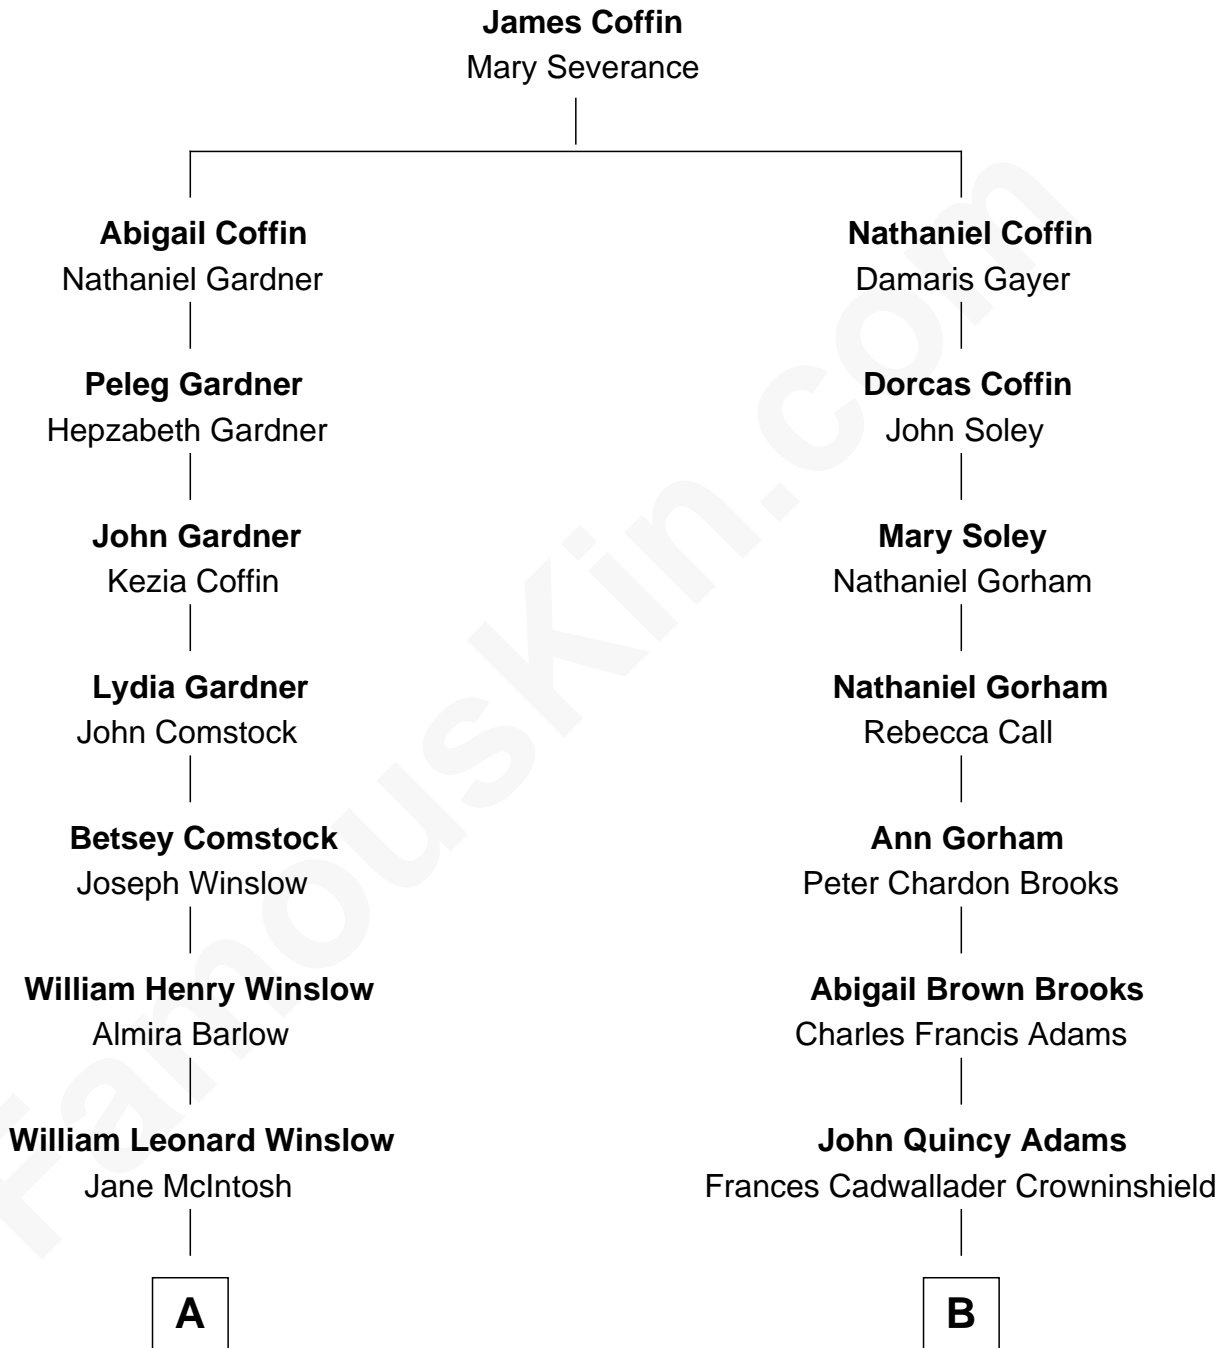 James Coffin
Mary Severance
Abigail Coffin
Nathaniel Gardner
Nathaniel Coffin
Damaris Gayer
Peleg Gardner
Hepzabeth Gardner
Dorcas Coffin
John Soley
John Gardner
Kezia Coffin
Mary Soley
Nathaniel Gorham
Lydia Gardner
John Comstock
Nathaniel Gorham
Rebecca Call
Betsey Comstock
Joseph Winslow
Ann Gorham
Peter Chardon Brooks
William Henry Winslow
Almira Barlow
Abigail Brown Brooks
Charles Francis Adams
William Leonard Winslow
Jane McIntosh
John Quincy Adams
Frances Cadwallader Crowninshield
A
B
FamousKin.com